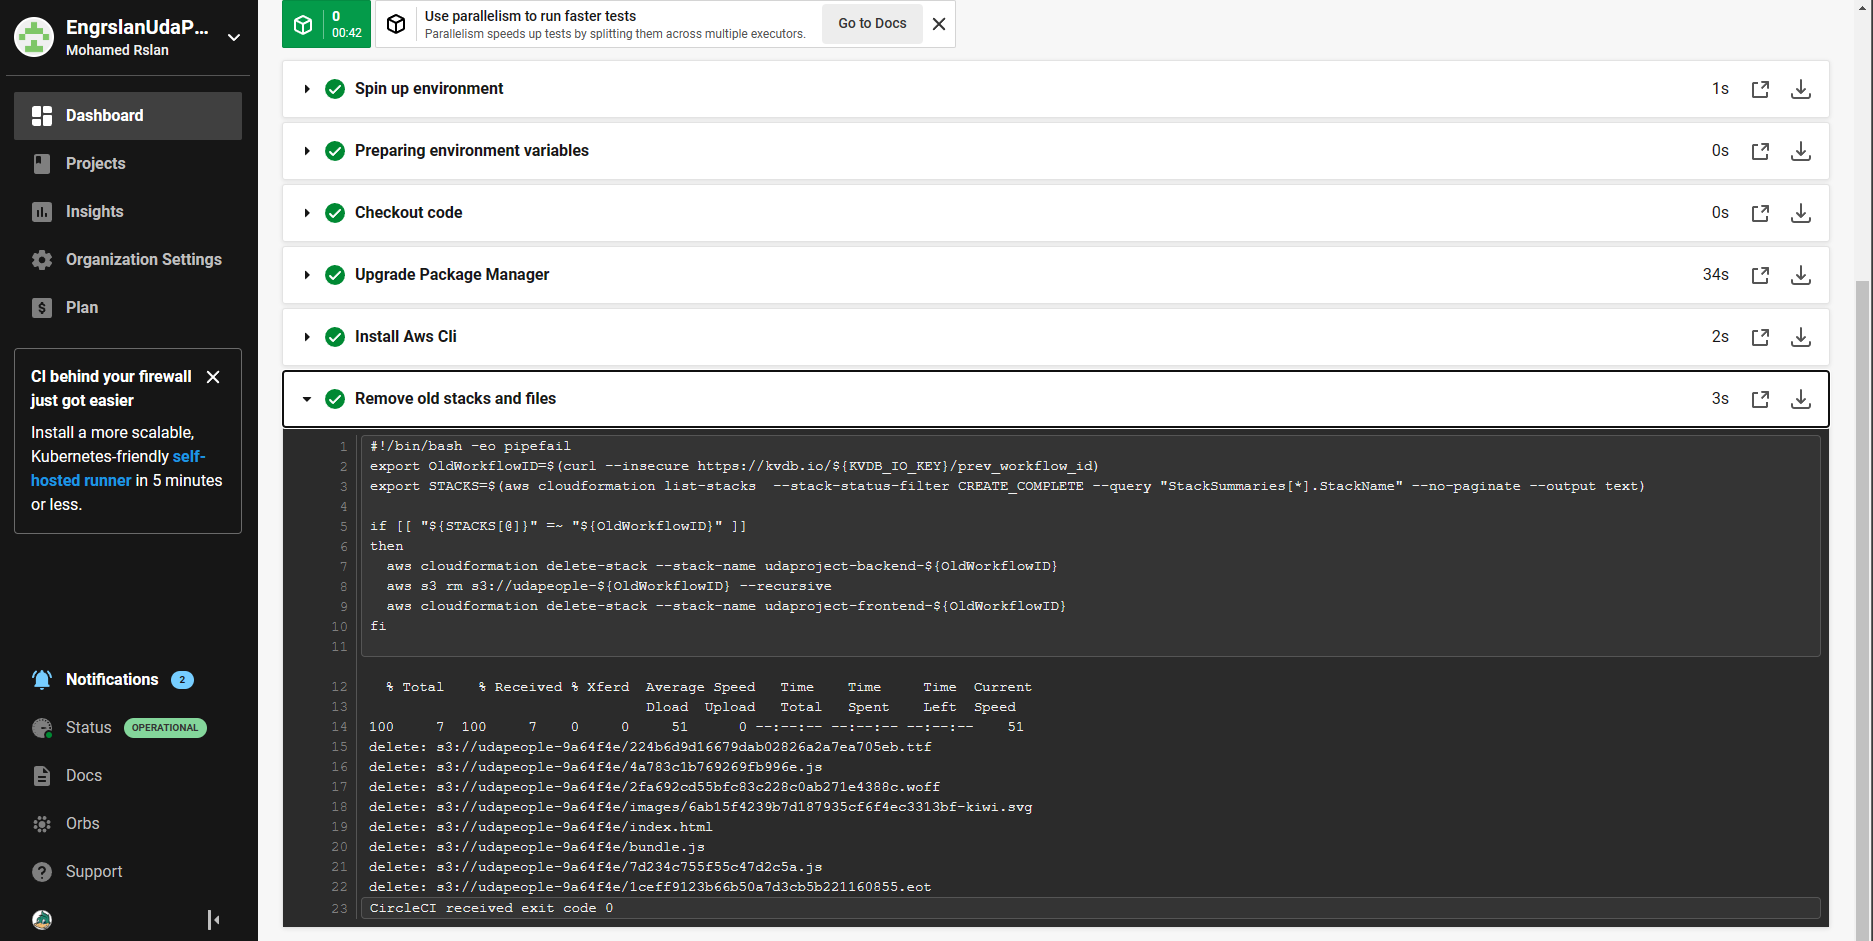 EngrslanUdaP...
Mohamed Rslan
Dashboard
Projects
Insights
Organization Settings
Plan
CI behind your firewall
just got easier
Install a more scalable,
Kubernetes-friendly self-
hosted runner in 5 minutes
or less.
Notifications 2
Status OPERATIONAL
Docs
Orbs
Support
0
00:42
Use parallelism to run faster tests
Parallelism speeds up tests by splitting them across multiple executors.
Go to Docs
Spin up environment 1s
Preparing environment variables 0s
Checkout code 0s
Upgrade Package Manager 34s
Install Aws Cli 2s
Remove old stacks and files 3s
1 #!/bin/bash -eo pipefail
2 export OldWorkflowID=$(curl --insecure https://kvdb.io/${KVDB_IO_KEY}/prev_workflow_id)
3 export STACKS=$(aws cloudformation list-stacks  --stack-status-filter CREATE_COMPLETE --query "StackSummaries[*].StackName" --no-paginate --output text)
4
5 if [[ "${STACKS[@]}" =~ "${OldWorkflowID}" ]]
6 then
7   aws cloudformation delete-stack --stack-name udaproject-backend-${OldWorkflowID}
8   aws s3 rm s3://udapeople-${OldWorkflowID} --recursive
9   aws cloudformation delete-stack --stack-name udaproject-frontend-${OldWorkflowID}
10 fi
11
12   % Total    % Received % Xferd  Average Speed   Time    Time     Time  Current
13                                  Dload  Upload   Total   Spent    Left  Speed
14 100     7  100     7    0     0     51      0 --:--:-- --:--:-- --:--:--    51
15 delete: s3://udapeople-9a64f4e/224b6d9d16679dab02826a2a7ea705eb.ttf
16 delete: s3://udapeople-9a64f4e/4a783c1b769269fb996e.js
17 delete: s3://udapeople-9a64f4e/2fa692cd55bfc83c228c0ab271e4388c.woff
18 delete: s3://udapeople-9a64f4e/images/6ab15f4239b7d187935cf6f4ec3313bf-kiwi.svg
19 delete: s3://udapeople-9a64f4e/index.html
20 delete: s3://udapeople-9a64f4e/bundle.js
21 delete: s3://udapeople-9a64f4e/7d234c755f55c47d2c5a.js
22 delete: s3://udapeople-9a64f4e/1ceff9123b66b50a7d3cb5b221160855.eot
23 CircleCI received exit code 0